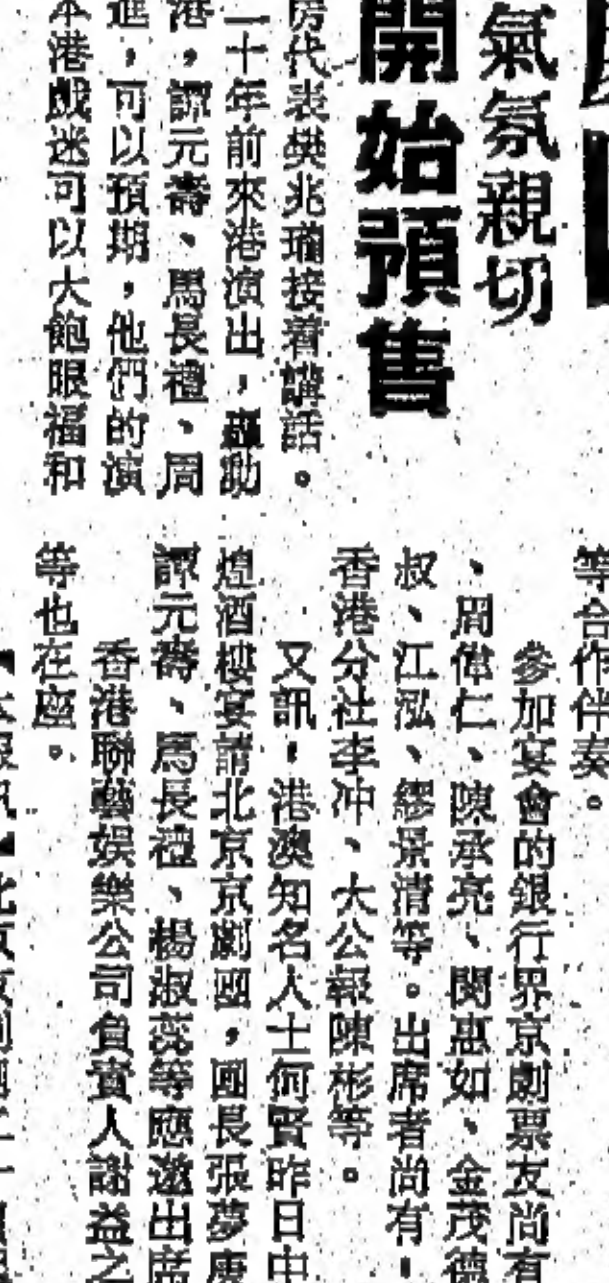 氣氛親切
開始預售
房代表樊兆瓏接着講話。
二十年前來港演出,雖助
港,譚元壽、馬長禮、周
進,可以預期,他們的演
本港戲迷可以大飽眼福和
等合作伴奏。
參加宴會的銀行界京劇票友尚有
、周偉仁、陳承亮、閔惠如、金茂德
叔、江泓、繆景清等。出席者尚有,
香港分社李冲、大公報陳彬等。
又訊,港澳知名人士何賢昨日中
煌酒樓宴請北京京劇團,團長張夢庚
譚元壽、馬長禮、楊淑蕊等應邀出席
香港聯藝娛樂公司負責人謝益之
等也在座。